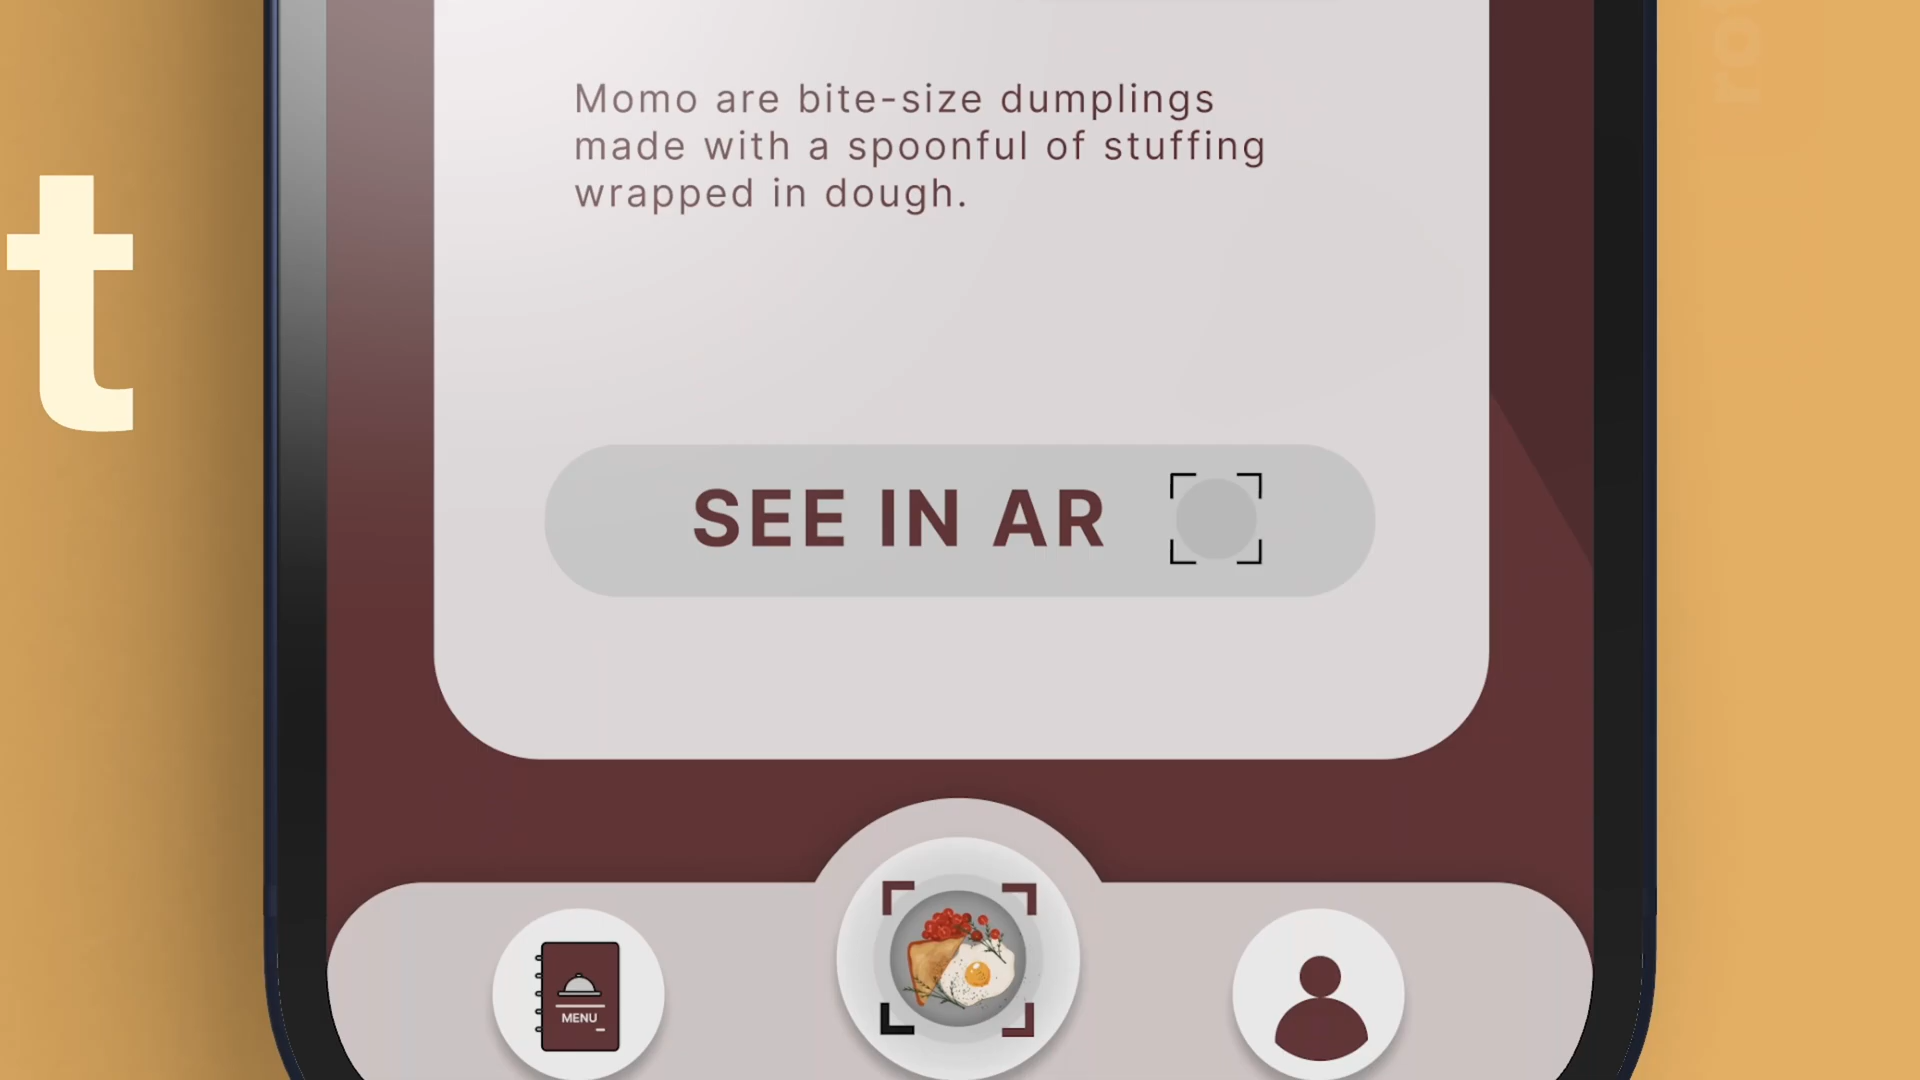 t
Momo are bite-size dumplings
made with a spoonful of stuffing
wrapped in dough.
SEE IN AR
MENU